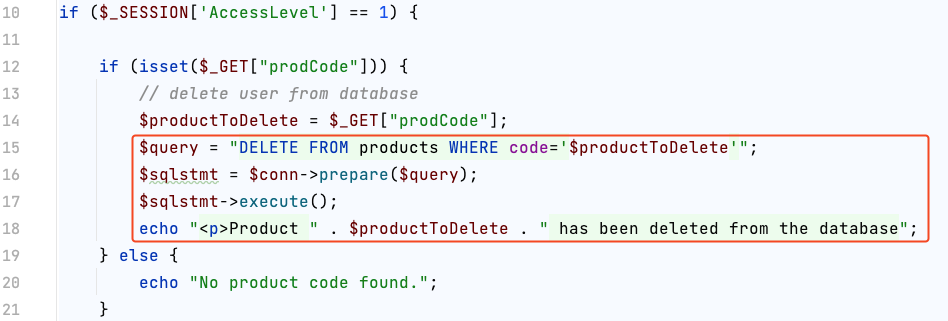 10 if ($_SESSION['AccessLevel'] == 1) {
11
12     if (isset($_GET["prodCode"])) {
13         // delete user from database
14         $productToDelete = $_GET["prodCode"];
15         $query = "DELETE FROM products WHERE code='$productToDelete'";
16         $sqlstmt = $conn->prepare($query);
17         $sqlstmt->execute();
18         echo "<p>Product " . $productToDelete . " has been deleted from the database";
19     } else {
20         echo "No product code found.";
21     }